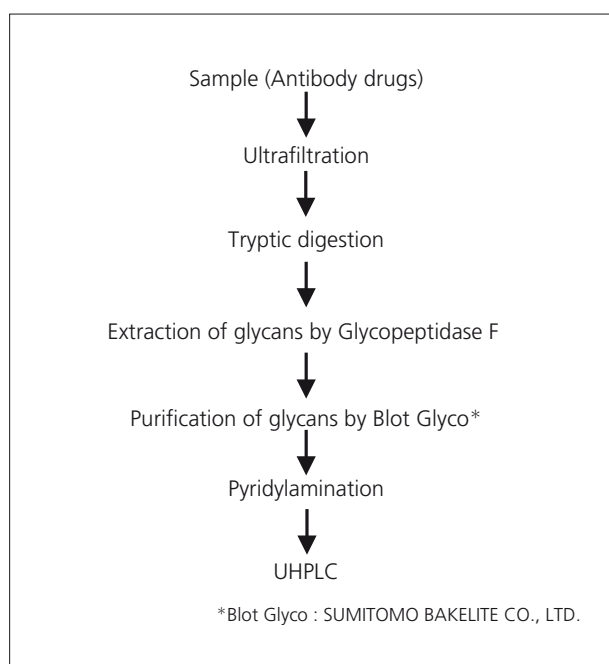 Sample (Antibody drugs)
Ultrafiltration
Tryptic digestion
Extraction of glycans by Glycopeptidase F
Purification of glycans by Blot Glyco*
Pyridylamination
UHPLC
*Blot Glyco : SUMITOMO BAKELITE CO., LTD.